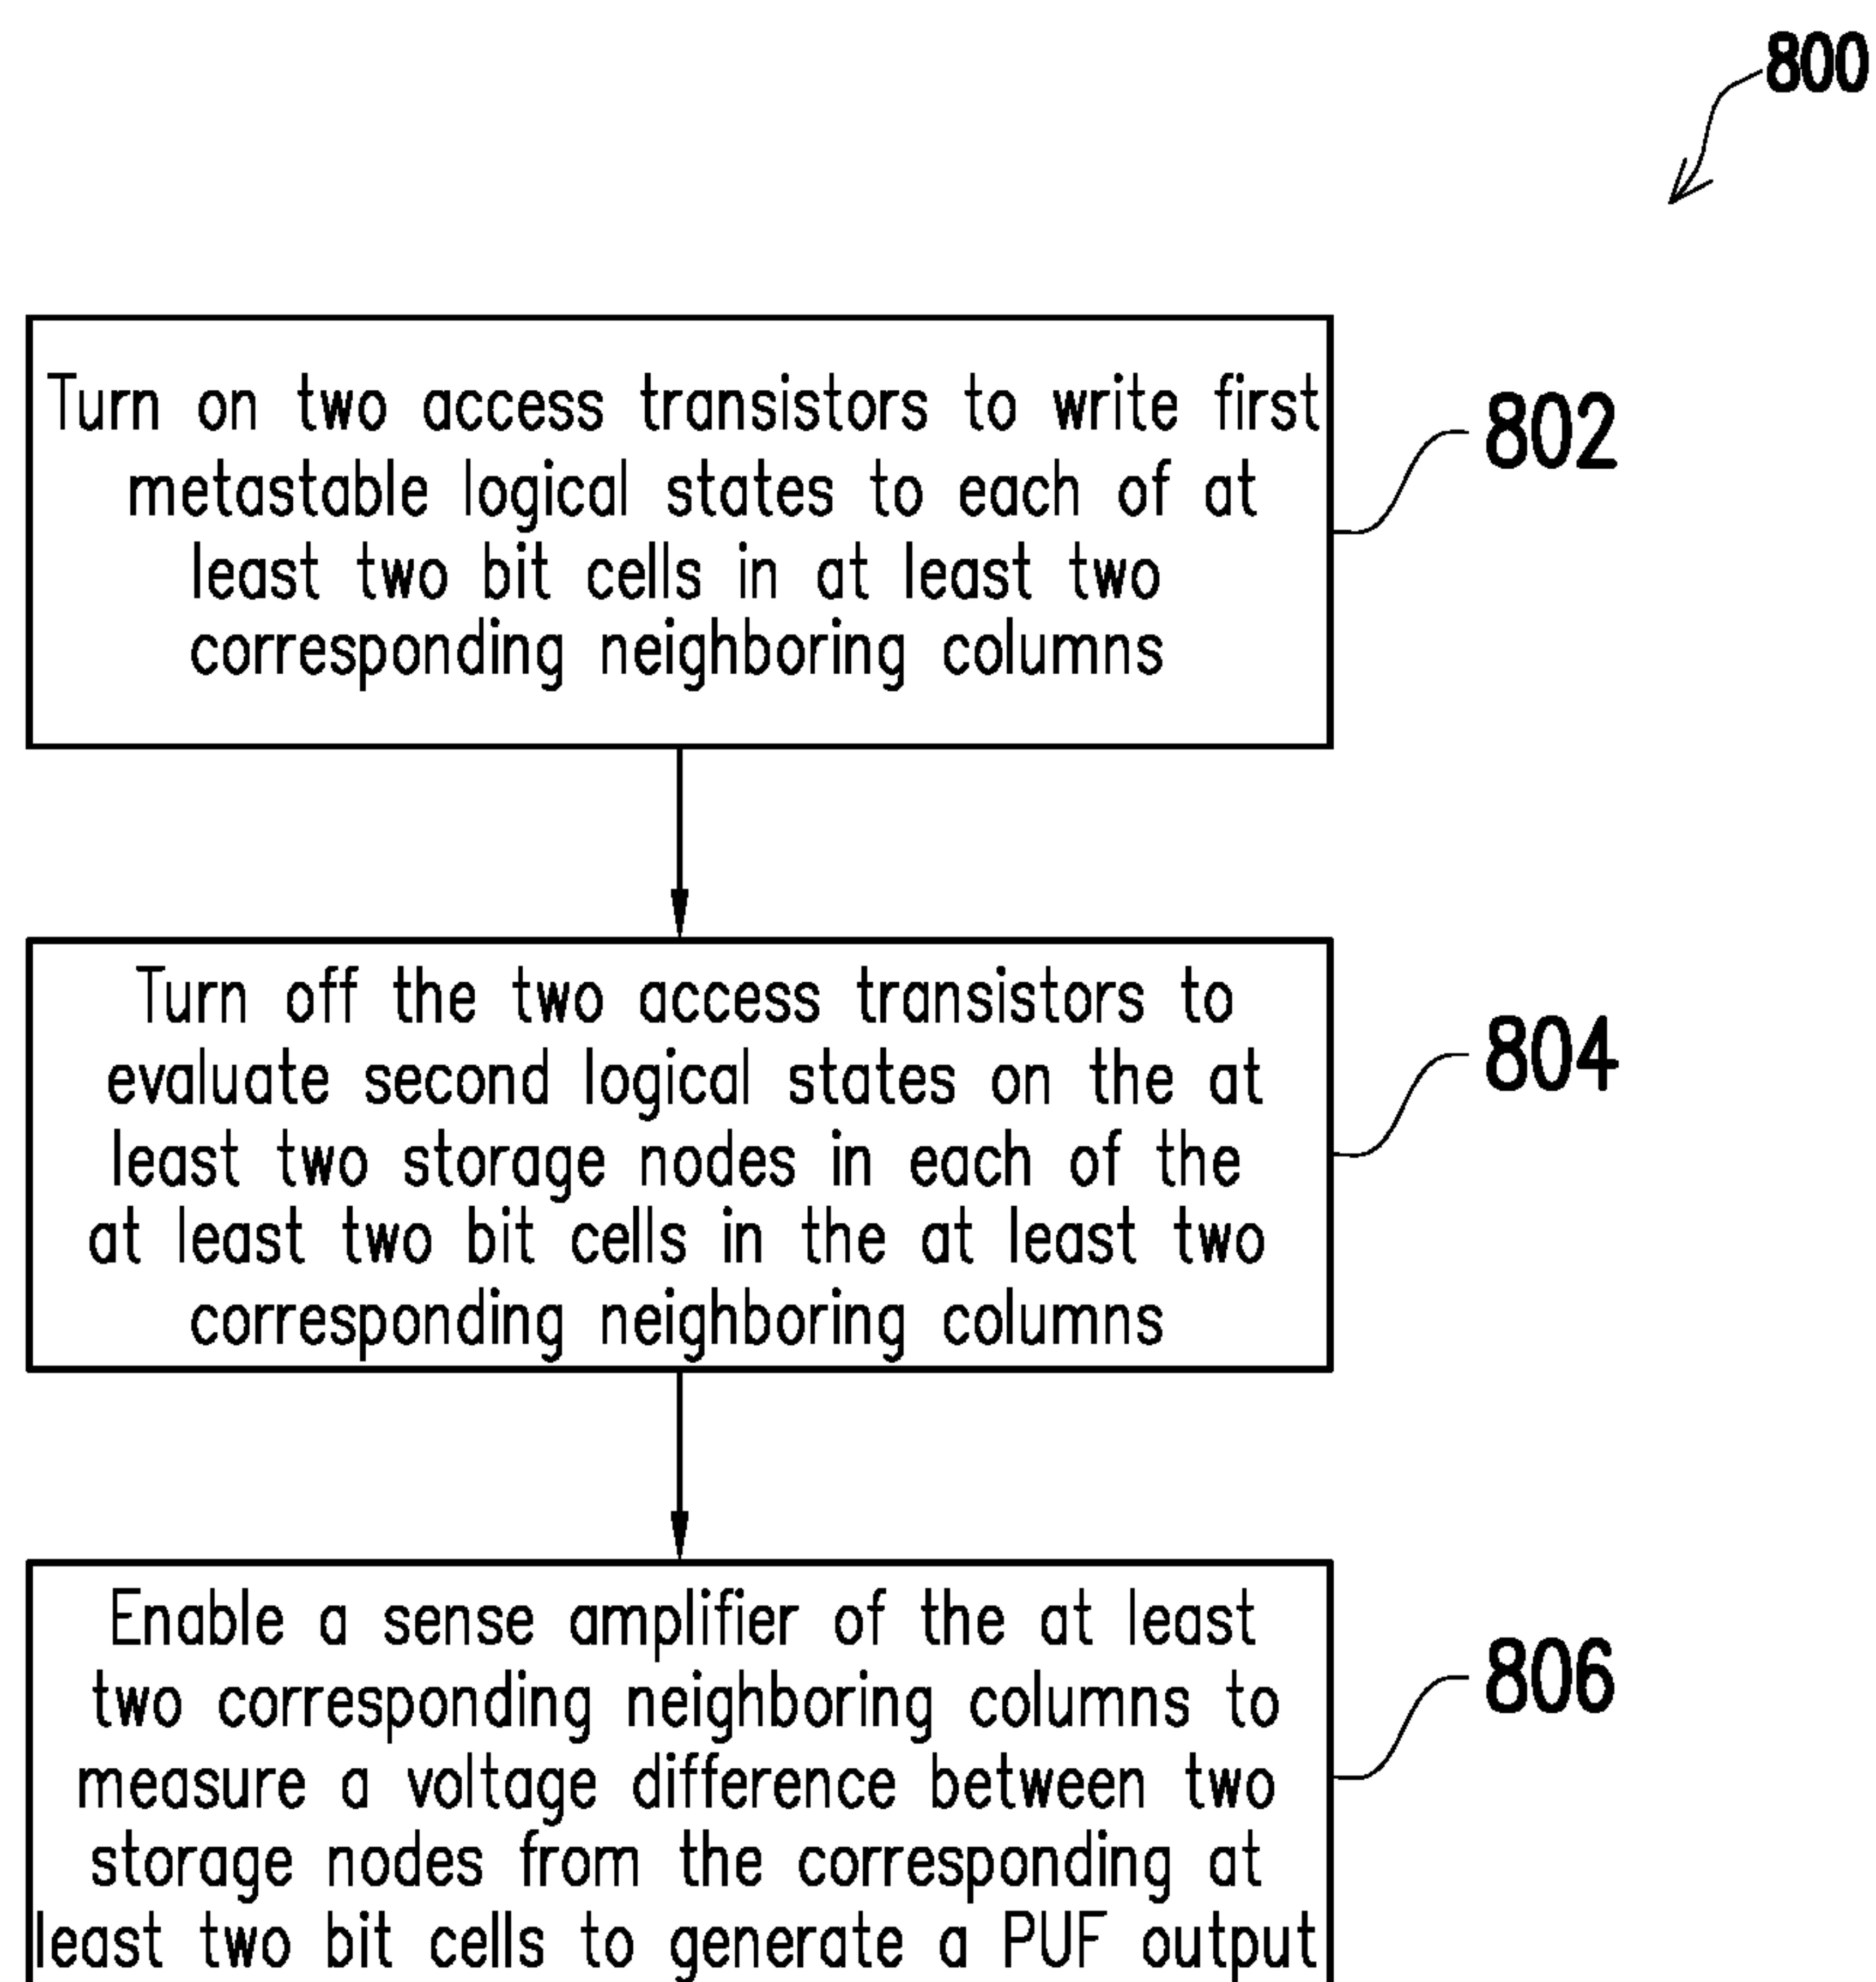 800
Turn on two access transistors to write first
metastable logical states to each of at
least two bit cells in at least two
corresponding neighboring columns
802
Turn off the two access transistors to
evaluate second logical states on the at
least two storage nodes in each of the
at least two bit cells in the at least two
corresponding neighboring columns
804
Enable a sense amplifier of the at least
two corresponding neighboring columns to
measure a voltage difference between two
storage nodes from the corresponding at
least two bit cells to generate a PUF output
806